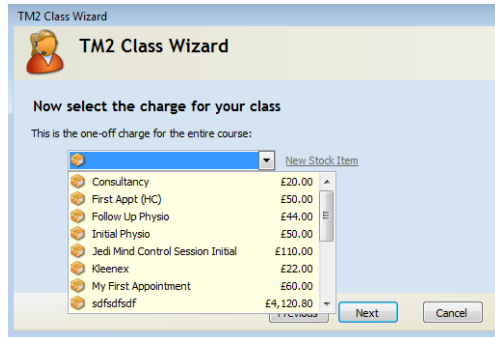 TM2 Class Wizard
TM2 Class Wizard
Now select the charge for your class
This is the one-off charge for the entire course:
New Stock Item
Consultancy £20.00
First Appt (HC) £50.00
Follow Up Physio £44.00
Initial Physio £50.00
Jedi Mind Control Session Initial £110.00
Kleenex £22.00
My First Appointment £60.00
sdfsdfsdf £4,120.80
Previous Next Cancel